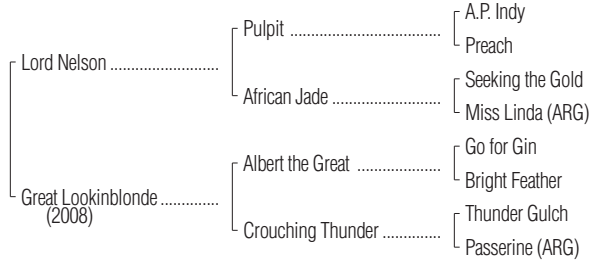 A.P. Indy
Pulpit ................................
Preach
Lord Nelson .......................
Seeking the Gold
African Jade .......................
Miss Linda (ARG)
Go for Gin
Albert the Great .................
Bright Feather
Great Lookinblonde ............
(2008)
Thunder Gulch
Crouching Thunder ............
Passerine (ARG)